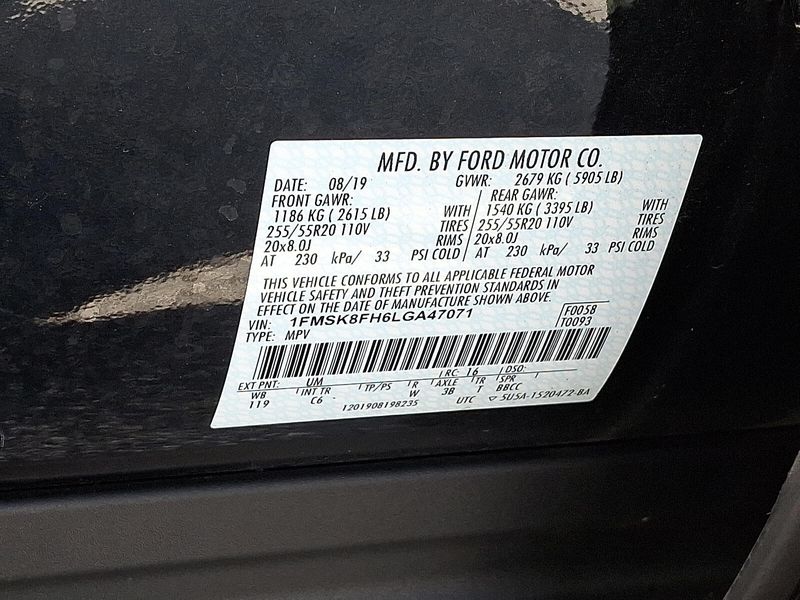 MFD. BY FORD MOTOR CO.
DATE: 08/19 GVWR: 2679 KG ( 5905 LB)
FRONT GAWR: REAR GAWR:
1186 KG ( 2615 LB) WITH 1540 KG ( 3395 LB) WITH
255/55R20 110V TIRES 255/55R20 110V TIRES
20x8.0J RIMS 20x8.0J RIMS
AT 230 kPa/ 33 PSI COLD AT 230 kPa/ 33 PSI COLD
THIS VEHICLE CONFORMS TO ALL APPLICABLE FEDERAL MOTOR
VEHICLE SAFETY AND THEFT PREVENTION STANDARDS IN
EFFECT ON THE DATE OF MANUFACTURE SHOWN ABOVE.
VIN: 1FMSK8FH6LGA47071 F0058
TYPE: MPV T0093
EXT PNT: UM RC: 16 DSO:
WB INT TR TP/PS R AXLE TR SPR
119 C6 W 3B T BBCC
1201908198235 UTC ▽ 5U5A-1520472-BA